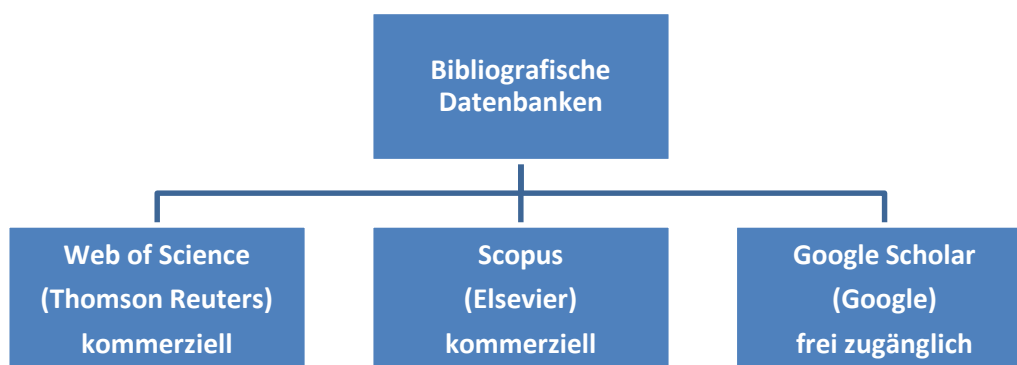 Bibliografische
Datenbanken
Web of Science
(Thomson Reuters)
kommerziell
Scopus
(Elsevier)
kommerziell
Google Scholar
(Google)
frei zugänglich